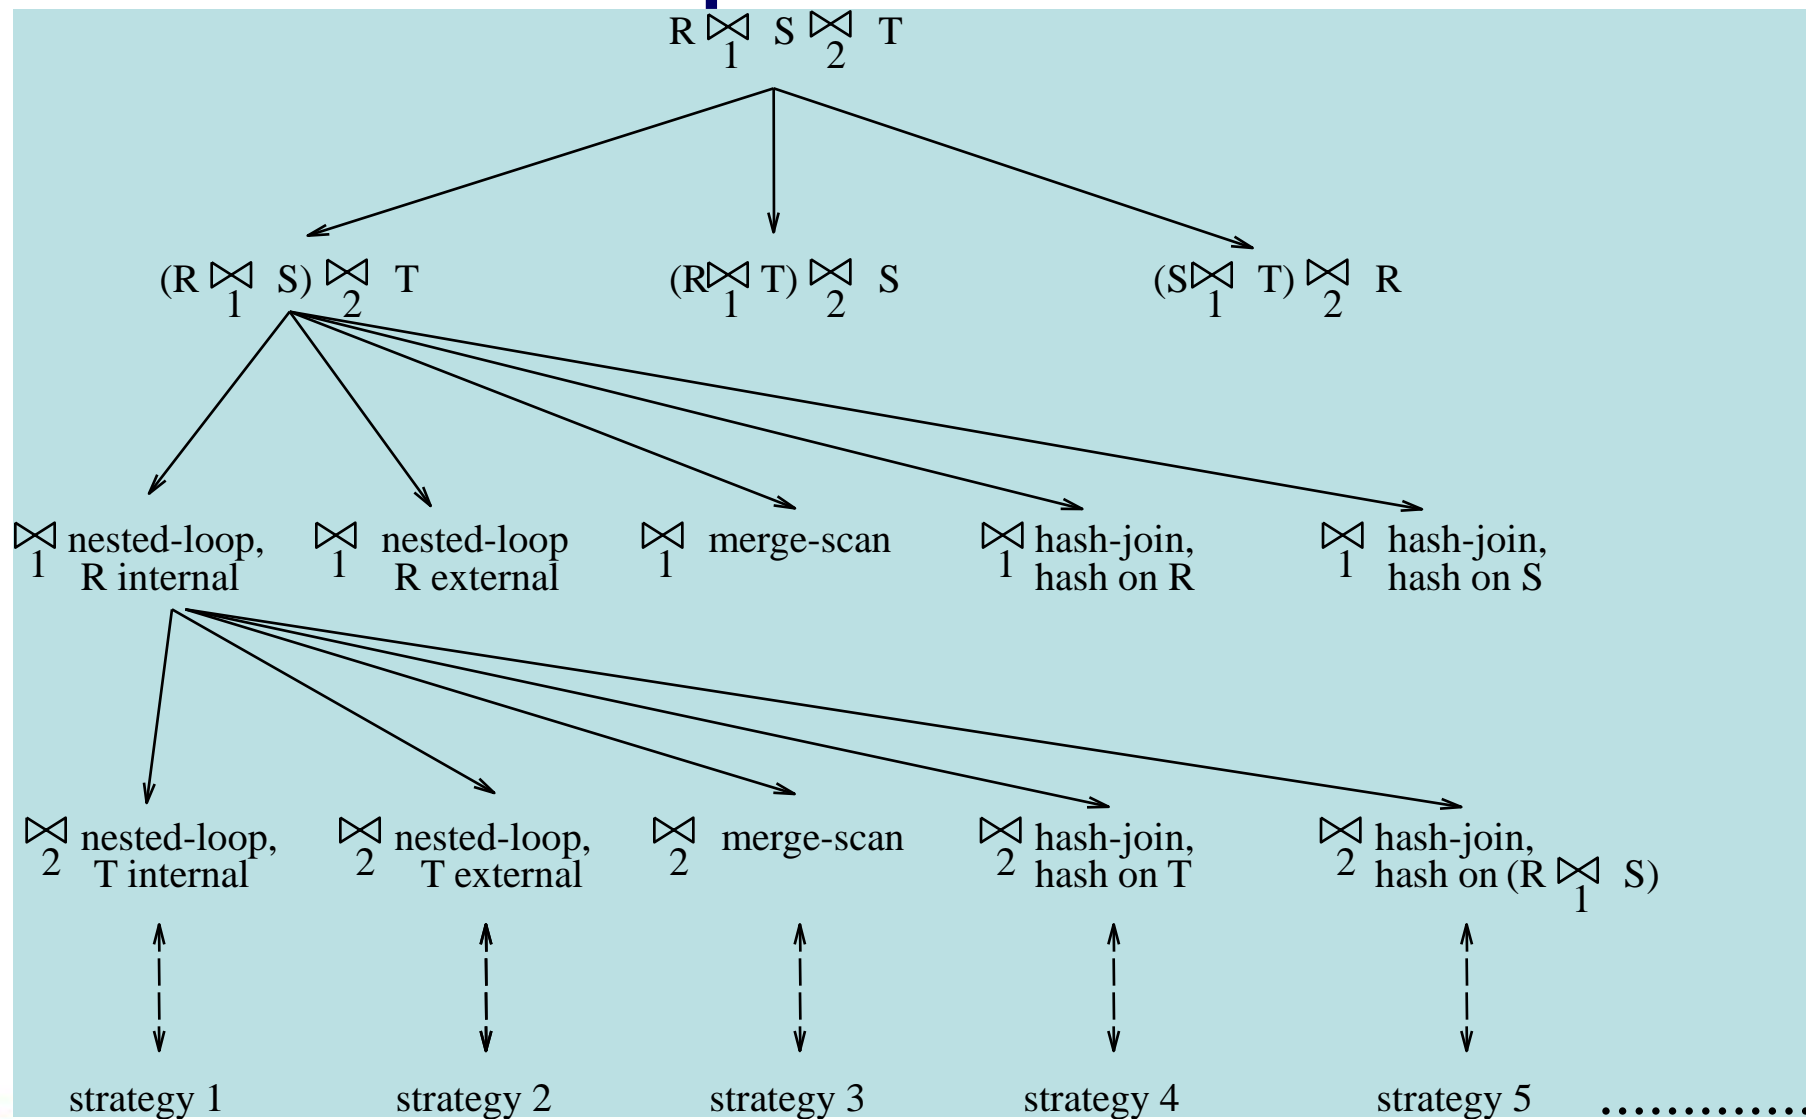 R ⋈1 S ⋈2 T
(R ⋈1 S) ⋈2 T (R⋈1 T) ⋈2 S (S⋈1 T) ⋈2 R
⋈1 nested-loop,
R internal
⋈1 nested-loop
R external
⋈1 merge-scan
⋈1 hash-join,
hash on R
⋈1 hash-join,
hash on S
⋈2 nested-loop,
T internal
⋈2 nested-loop,
T external
⋈2 merge-scan
⋈2 hash-join,
hash on T
⋈2 hash-join,
hash on (R ⋈1 S)
strategy 1 strategy 2 strategy 3 strategy 4 strategy 5 .............